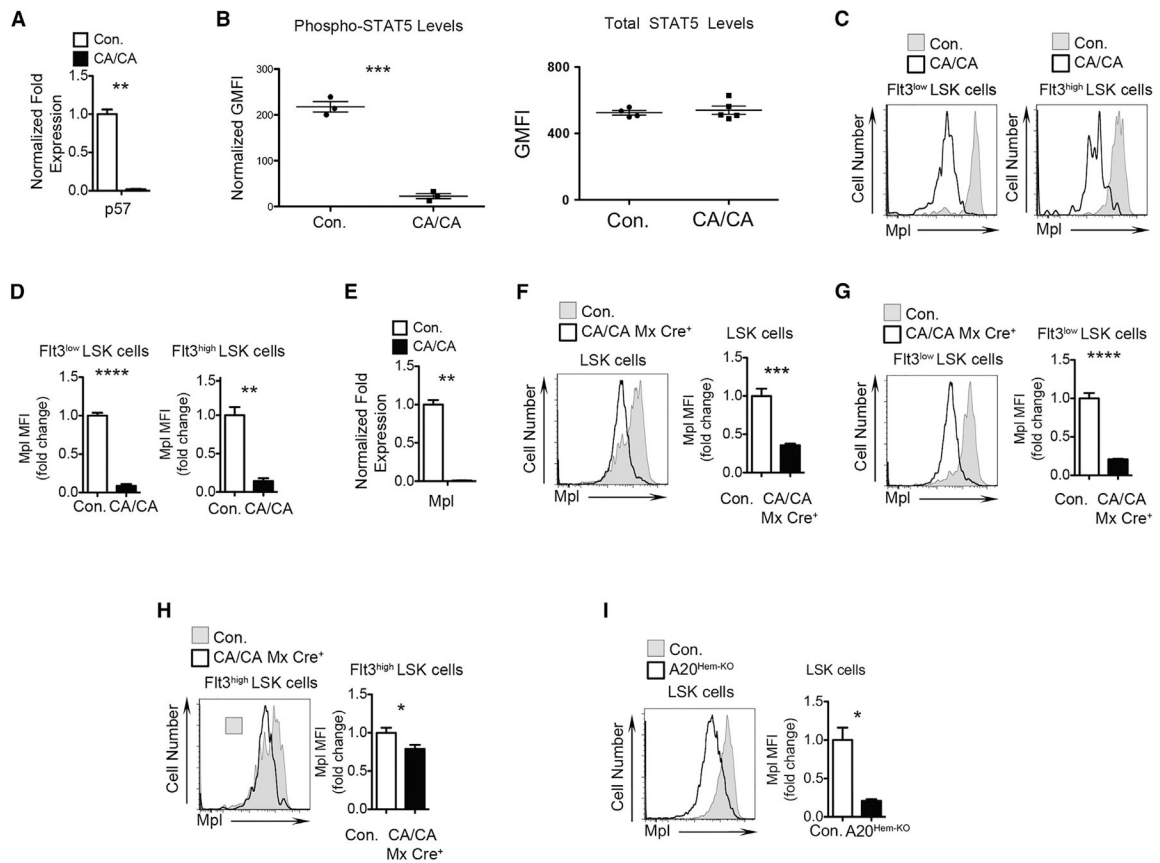 A
Con.
CA/CA
Normalized Fold
Expression
1.5
1.0
0.5
0.0
**
p57
B
Phospho-STAT5 Levels
Normalized GMFI
300
200
100
0
***
Con.
CA/CA
Total STAT5 Levels
GMFI
800
600
400
200
0
Con.
CA/CA
C
Con.
CA/CA
Flt3low LSK cells
Cell Number
Mpl
Con.
CA/CA
Flt3high LSK cells
Cell Number
Mpl
D
Flt3low LSK cells
Mpl MFI
(fold change)
1.5
1.0
0.5
0.0
****
Con. CA/CA
Flt3high LSK cells
Mpl MFI
(fold change)
1.5
1.0
0.5
0.0
**
Con. CA/CA
E
Con.
CA/CA
Normalized Fold
Expression
1.5
1.0
0.5
0.0
**
Mpl
F
Con.
CA/CA Mx Cre+
LSK cells
Cell Number
Mpl
LSK cells
Mpl MFI
(fold change)
1.5
1.0
0.5
0.0
***
Con. CA/CA
Mx Cre+
G
Con.
CA/CA Mx Cre+
Flt3low LSK cells
Cell Number
Mpl
Flt3low LSK cells
Mpl MFI
(fold change)
1.5
1.0
0.5
0.0
****
Con. CA/CA
Mx Cre+
H
Con.
CA/CA Mx Cre+
Flt3high LSK cells
Cell Number
Mpl
Flt3high LSK cells
Mpl MFI
(fold change)
1.5
1.0
0.5
0.0
*
Con. CA/CA
Mx Cre+
I
Con.
A20Hem-KO
LSK cells
Cell Number
Mpl
LSK cells
Mpl MFI
(fold change)
1.5
1.0
0.5
0.0
*
Con. A20Hem-KO